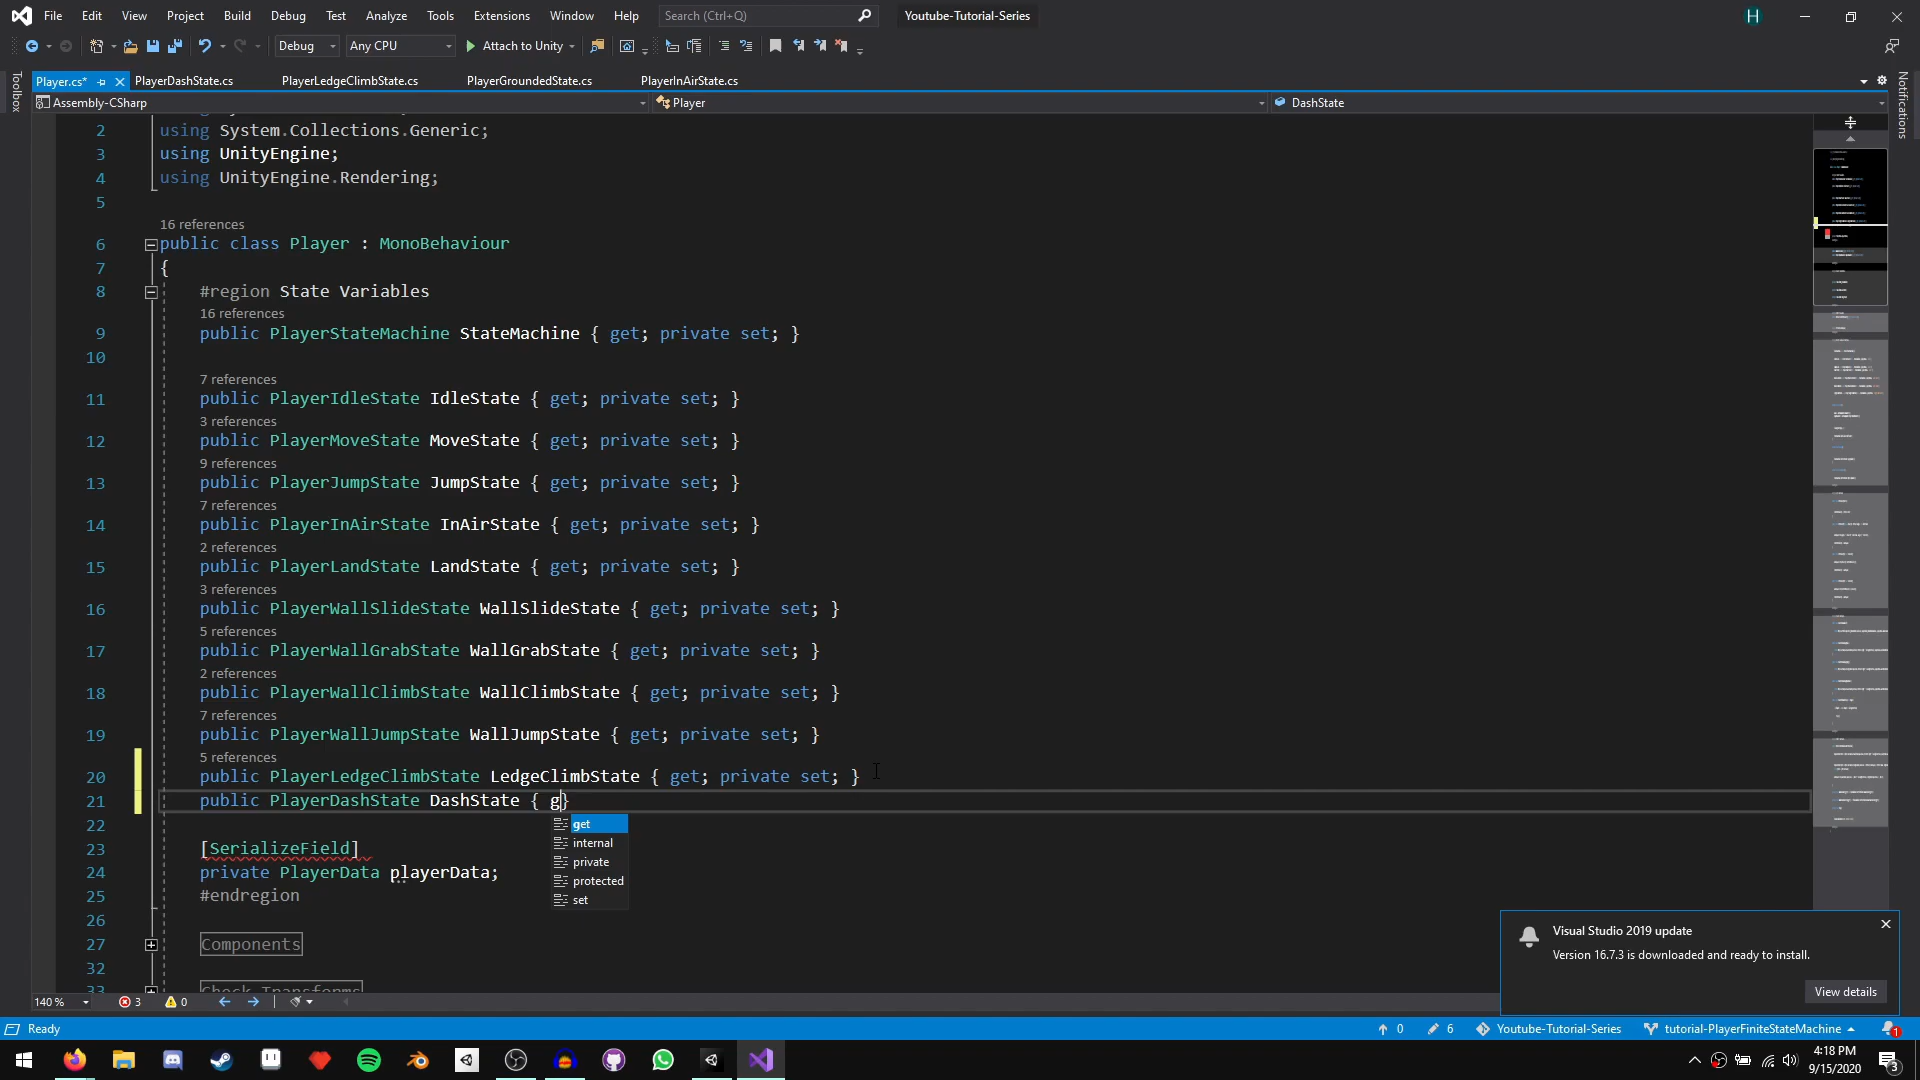 File Edit View Project Build Debug Test Analyze Tools Extensions Window Help Search (Ctrl+Q) Youtube-Tutorial-Series H
Debug Any CPU Attach to Unity
Player.cs* PlayerDashState.cs PlayerLedgeClimbState.cs PlayerGroundedState.cs PlayerInAirState.cs
Assembly-CSharp Player DashState
Toolbox
Notifications
2 using System.Collections.Generic;
3 using UnityEngine;
4 using UnityEngine.Rendering;
5
16 references
6 public class Player : MonoBehaviour
7 {
8 #region State Variables
16 references
9 public PlayerStateMachine StateMachine { get; private set; }
10
7 references
11 public PlayerIdleState IdleState { get; private set; }
3 references
12 public PlayerMoveState MoveState { get; private set; }
9 references
13 public PlayerJumpState JumpState { get; private set; }
7 references
14 public PlayerInAirState InAirState { get; private set; }
2 references
15 public PlayerLandState LandState { get; private set; }
3 references
16 public PlayerWallSlideState WallSlideState { get; private set; }
5 references
17 public PlayerWallGrabState WallGrabState { get; private set; }
2 references
18 public PlayerWallClimbState WallClimbState { get; private set; }
7 references
19 public PlayerWallJumpState WallJumpState { get; private set; }
5 references
20 public PlayerLedgeClimbState LedgeClimbState { get; private set; }
21 public PlayerDashState DashState { g}
get
internal
private
protected
set
22
23 [SerializeField]
24 private PlayerData playerData;
25 #endregion
26
27 Components
32
33 Check Transforms
Visual Studio 2019 update
Version 16.7.3 is downloaded and ready to install.
View details
140 % 3 0
Ready 0 6 Youtube-Tutorial-Series tutorial-PlayerFiniteStateMachine 1
4:18 PM
9/15/2020
3